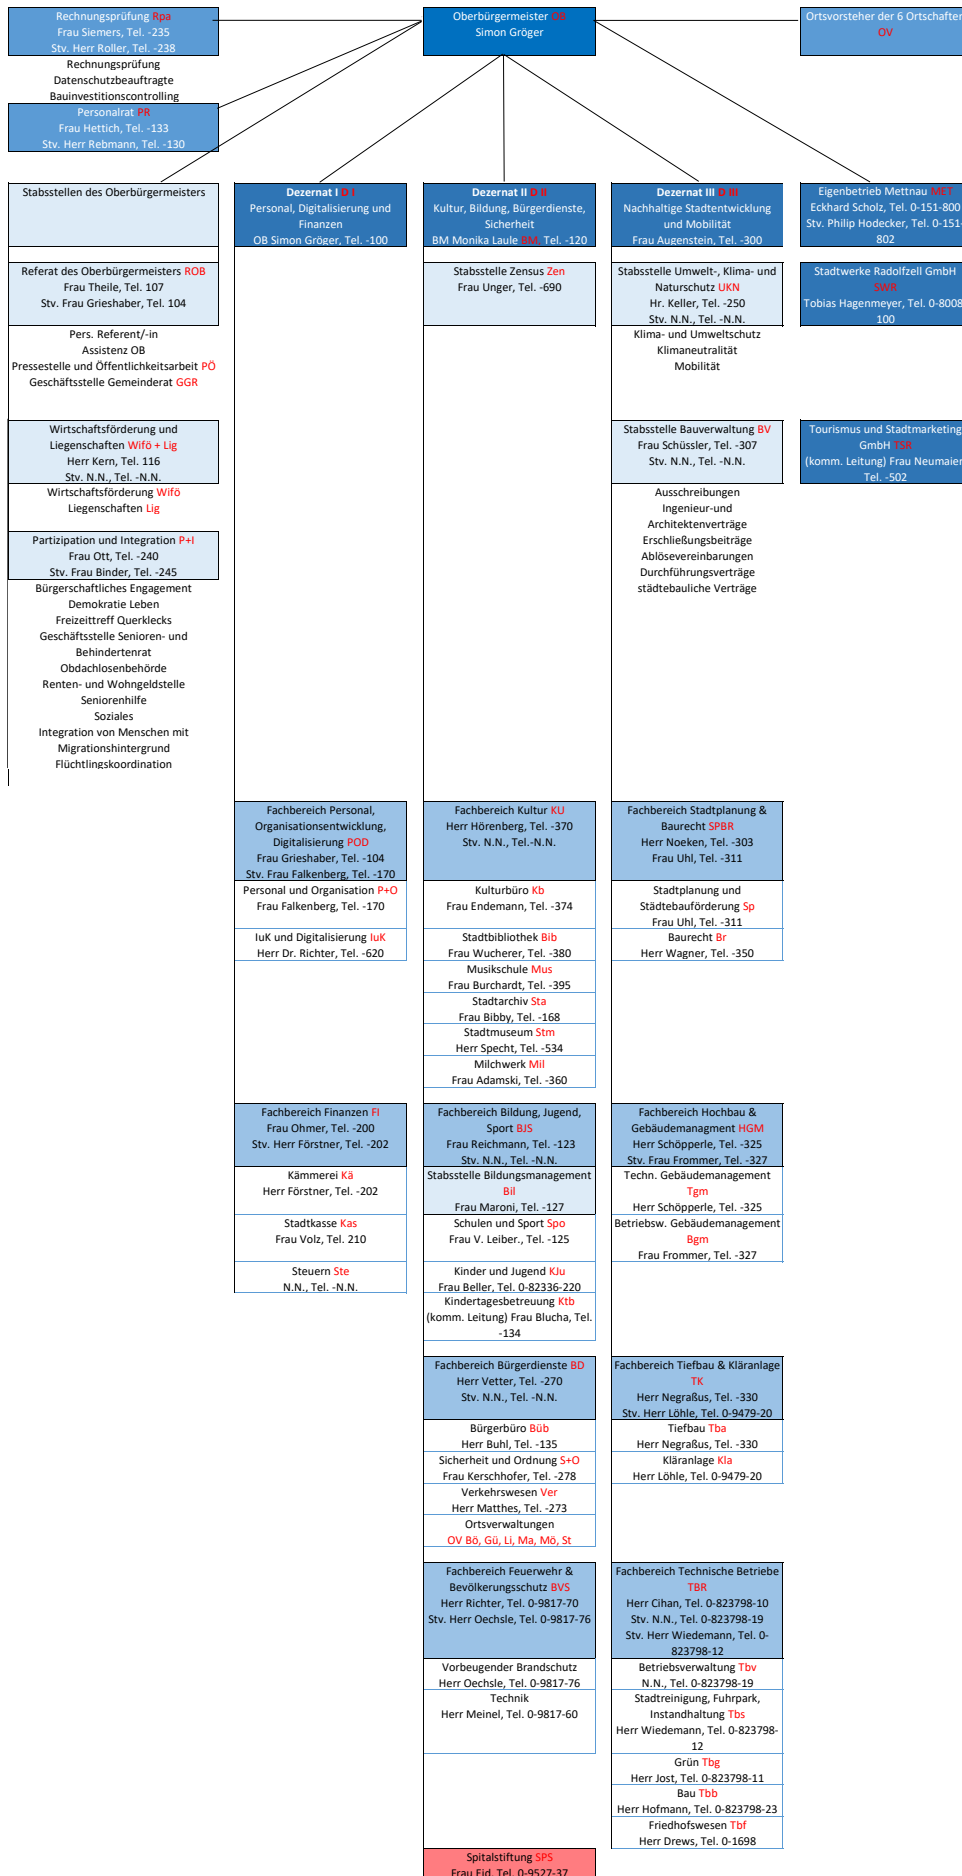 Rechnungsprüfung Rpa
Frau Siemers, Tel. -235
Stv. Herr Roller, Tel. -238
Rechnungsprüfung
Datenschutzbeauftragte
Bauinvestitionscontrolling
Personalrat PR
Frau Hettich, Tel. -133
Stv. Herr Rebmann, Tel. -130
Oberbürgermeister OB
Simon Gröger
Ortsvorsteher der 6 Ortschaften
OV
Stabsstellen des Oberbürgermeisters
Referat des Oberbürgermeisters ROB
Frau Theile, Tel. 107
Stv. Frau Grieshaber, Tel. 104
Pers. Referent/-in
Assistenz OB
Pressestelle und Öffentlichkeitsarbeit PÖ
Geschäftsstelle Gemeinderat GGR
Wirtschaftsförderung und
Liegenschaften Wifö + Lig
Herr Kern, Tel. 116
Stv. N.N., Tel. -N.N.
Wirtschaftsförderung Wifö
Liegenschaften Lig
Partizipation und Integration P+I
Frau Ott, Tel. -240
Stv. Frau Binder, Tel. -245
Bürgerschaftliches Engagement
Demokratie Leben
Freizeittreff Querklecks
Geschäftsstelle Senioren- und
Behindertenrat
Obdachlosenbehörde
Renten- und Wohngeldstelle
Seniorenhilfe
Soziales
Integration von Menschen mit
Migrationshintergrund
Flüchtlingskoordination
Dezernat I D I
Personal, Digitalisierung und
Finanzen
OB Simon Gröger, Tel. -100
Fachbereich Personal,
Organisationsentwicklung,
Digitalisierung POD
Frau Grieshaber, Tel. -104
Stv. Frau Falkenberg, Tel. -170
Personal und Organisation P+O
Frau Falkenberg, Tel. -170
IuK und Digitalisierung IuK
Herr Dr. Richter, Tel. -620
Fachbereich Finanzen FI
Frau Ohmer, Tel. -200
Stv. Herr Förstner, Tel. -202
Kämmerei Kä
Herr Förstner, Tel. -202
Stadtkasse Kas
Frau Volz, Tel. 210
Steuern Ste
N.N., Tel. -N.N.
Dezernat II D II
Kultur, Bildung, Bürgerdienste,
Sicherheit
BM Monika Laule BM, Tel. -120
Stabsstelle Zensus Zen
Frau Unger, Tel. -690
Fachbereich Kultur KU
Herr Hörenberg, Tel. -370
Stv. N.N., Tel.-N.N.
Kulturbüro Kb
Frau Endemann, Tel. -374
Stadtbibliothek Bib
Frau Wucherer, Tel. -380
Musikschule Mus
Frau Burchardt, Tel. -395
Stadtarchiv Sta
Frau Bibby, Tel. -168
Stadtmuseum Stm
Herr Specht, Tel. -534
Milchwerk Mil
Frau Adamski, Tel. -360
Fachbereich Bildung, Jugend,
Sport BJS
Frau Reichmann, Tel. -123
Stv. N.N., Tel. -N.N.
Stabsstelle Bildungsmanagement
Bil
Frau Maroni, Tel. -127
Schulen und Sport Spo
Frau V. Leiber., Tel. -125
Kinder und Jugend KJu
Frau Beller, Tel. 0-82336-220
Kindertagesbetreuung Ktb
(komm. Leitung) Frau Blucha, Tel.
-134
Fachbereich Bürgerdienste BD
Herr Vetter, Tel. -270
Stv. N.N., Tel. -N.N.
Bürgerbüro Büb
Herr Buhl, Tel. -135
Sicherheit und Ordnung S+O
Frau Kerschhofer, Tel. -278
Verkehrswesen Ver
Herr Matthes, Tel. -273
Ortsverwaltungen
OV Bö, Gü, Li, Ma, Mö, St
Fachbereich Feuerwehr &
Bevölkerungsschutz BVS
Herr Richter, Tel. 0-9817-70
Stv. Herr Oechsle, Tel. 0-9817-76
Vorbeugender Brandschutz
Herr Oechsle, Tel. 0-9817-76
Technik
Herr Meinel, Tel. 0-9817-60
Spitalstiftung SPS
Frau Eid, Tel. 0-9527-37
Dezernat III D III
Nachhaltige Stadtentwicklung
und Mobilität
Frau Augenstein, Tel. -300
Stabsstelle Umwelt-, Klima- und
Naturschutz UKN
Hr. Keller, Tel. -250
Stv. N.N., Tel. -N.N.
Klima- und Umweltschutz
Klimaneutralität
Mobilität
Stabsstelle Bauverwaltung BV
Frau Schüssler, Tel. -307
Stv. N.N., Tel. -N.N.
Ausschreibungen
Ingenieur-und
Architektenverträge
Erschließungsbeiträge
Ablösevereinbarungen
Durchführungsverträge
städtebauliche Verträge
Fachbereich Stadtplanung &
Baurecht SPBR
Herr Noeken, Tel. -303
Frau Uhl, Tel. -311
Stadtplanung und
Städtebauförderung Sp
Frau Uhl, Tel. -311
Baurecht Br
Herr Wagner, Tel. -350
Fachbereich Hochbau &
Gebäudemanagment HGM
Herr Schöpperle, Tel. -325
Stv. Frau Frommer, Tel. -327
Techn. Gebäudemanagement
Tgm
Herr Schöpperle, Tel. -325
Betriebsw. Gebäudemanagement
Bgm
Frau Frommer, Tel. -327
Fachbereich Tiefbau & Kläranlage
TK
Herr Negraßus, Tel. -330
Stv. Herr Löhle, Tel. 0-9479-20
Tiefbau Tba
Herr Negraßus, Tel. -330
Kläranlage Kla
Herr Löhle, Tel. 0-9479-20
Fachbereich Technische Betriebe
TBR
Herr Cihan, Tel. 0-823798-10
Stv. N.N., Tel. 0-823798-19
Stv. Herr Wiedemann, Tel. 0-
823798-12
Betriebsverwaltung Tbv
N.N., Tel. 0-823798-19
Stadtreinigung, Fuhrpark,
Instandhaltung Tbs
Herr Wiedemann, Tel. 0-823798-
12
Grün Tbg
Herr Jost, Tel. 0-823798-11
Bau Tbb
Herr Hofmann, Tel. 0-823798-23
Friedhofswesen Tbf
Herr Drews, Tel. 0-1698
Eigenbetrieb Mettnau MET
Eckhard Scholz, Tel. 0-151-800
Stv. Philip Hodecker, Tel. 0-151-
802
Stadtwerke Radolfzell GmbH
SWR
Tobias Hagenmeyer, Tel. 0-8008-
100
Tourismus und Stadtmarketing
GmbH TSR
(komm. Leitung) Frau Neumaier,
Tel. -502